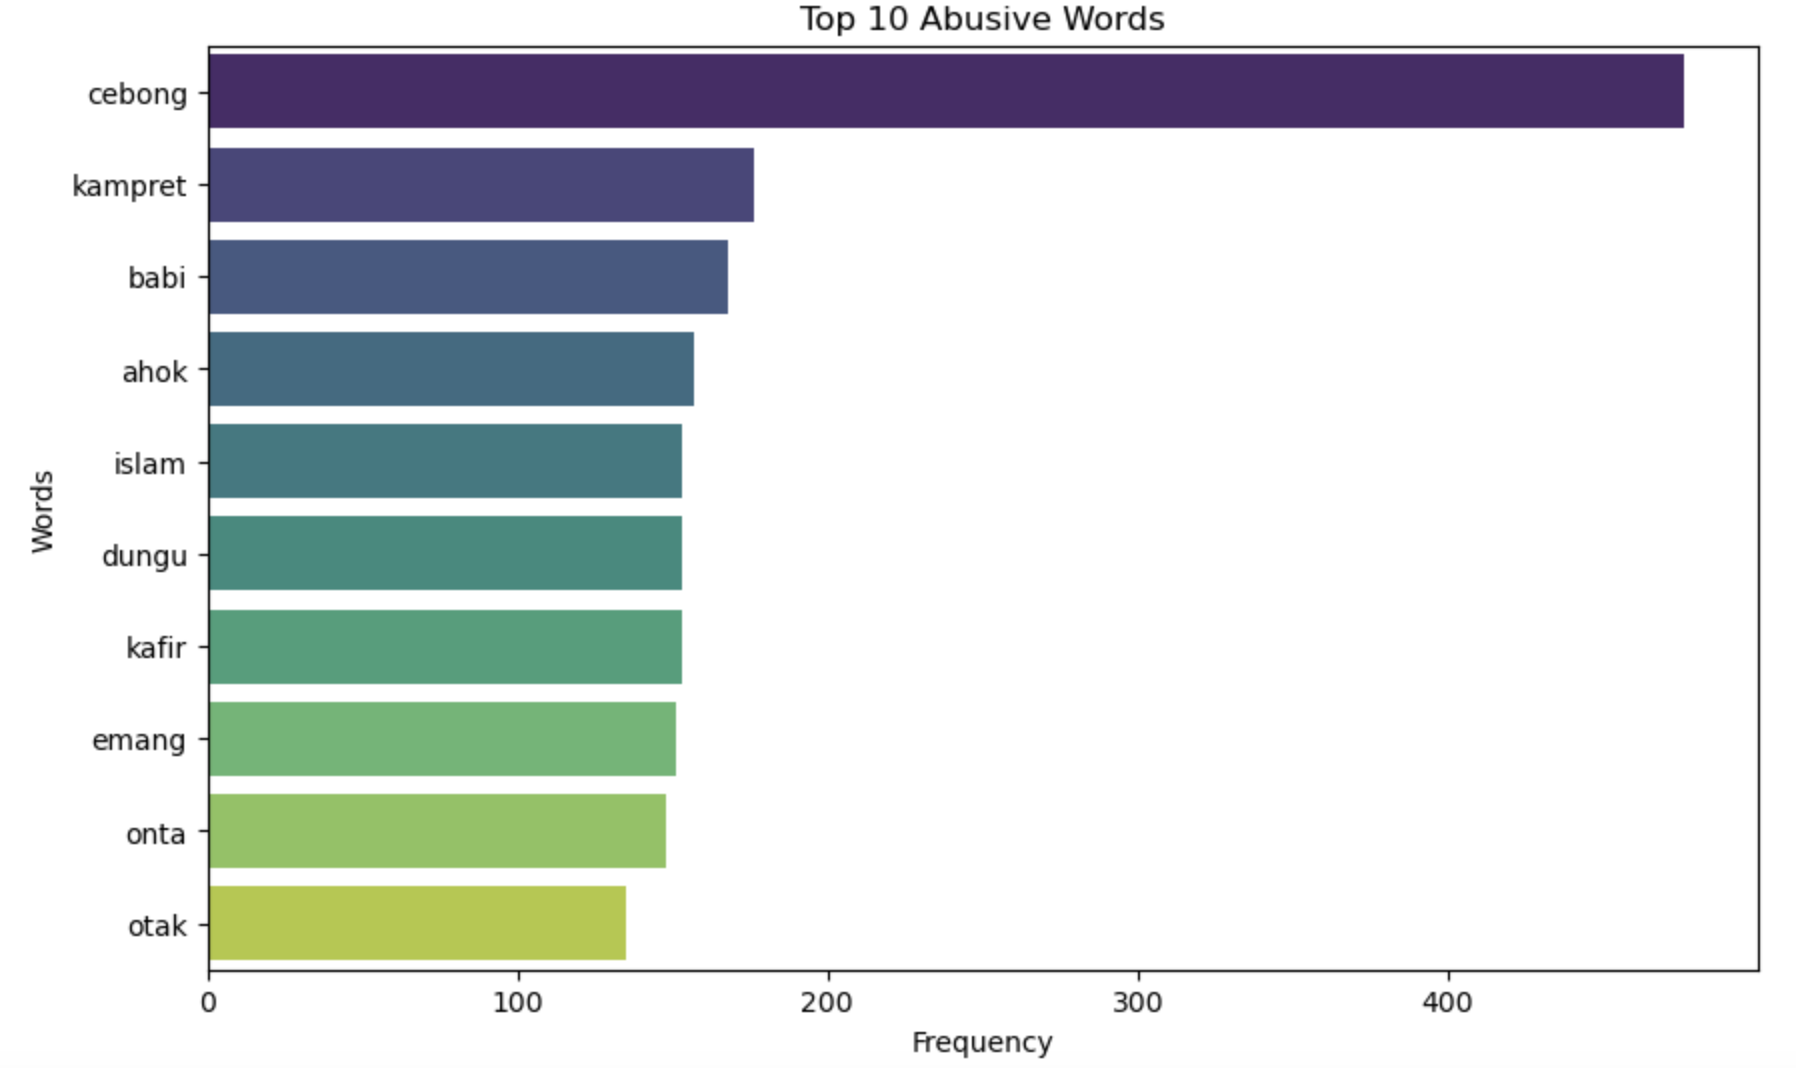 Top 10 Abusive Words
cebong
kampret
babi
ahok
islam
dungu
kafir
emang
onta
otak
Words
0 100 200 300 400
Frequency